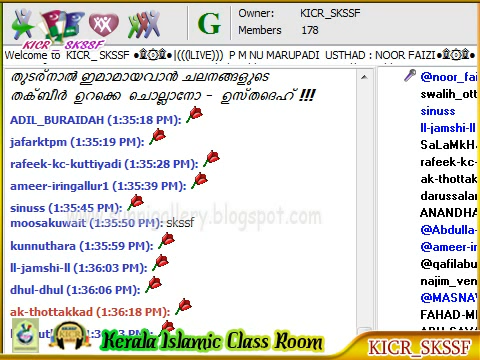 KICR_SKSSF
G
Owner: KICR_SKSSF
Members 178
Welcome to KICR_ SKSSF ●۩۞۩●|(((LIVE))) P M NU MARUPADI USTHAD : NOOR FAIZI●۩۞۩●
തുടര്‍ന്നാല്‍ ഇമാമായവാന്‍ ചലനങ്ങളുടെ
തക്ബീര്‍ ഉറക്കെ ചൊല്ലാനോ - ഉസ്തദെഹ് !!!
ADIL_BURAIDAH (1:35:18 PM):
jafarktpm (1:35:19 PM):
rafeek-kc-kuttiyadi (1:35:28 PM):
ameer-iringallur1 (1:35:39 PM):
sinuss (1:35:45 PM):
moosakuwait (1:35:50 PM): skssf
kunnuthara (1:35:59 PM):
ll-jamshi-ll (1:36:03 PM):
dhul-dhul (1:36:06 PM):
ak-thottakkad (1:36:18 PM):
@noor_fai
swalih_ott
sinuss
ll-jamshi-ll
SaLaMkH
rafeek-kc
ak-thottak
darussalar
ANANDHA
@Abdulla-
@ameer-ir
@qafilabu
najim_ven
@MASNAV
FAHAD-MI
Kerala Islamic Class Room
KICR_SKSSF